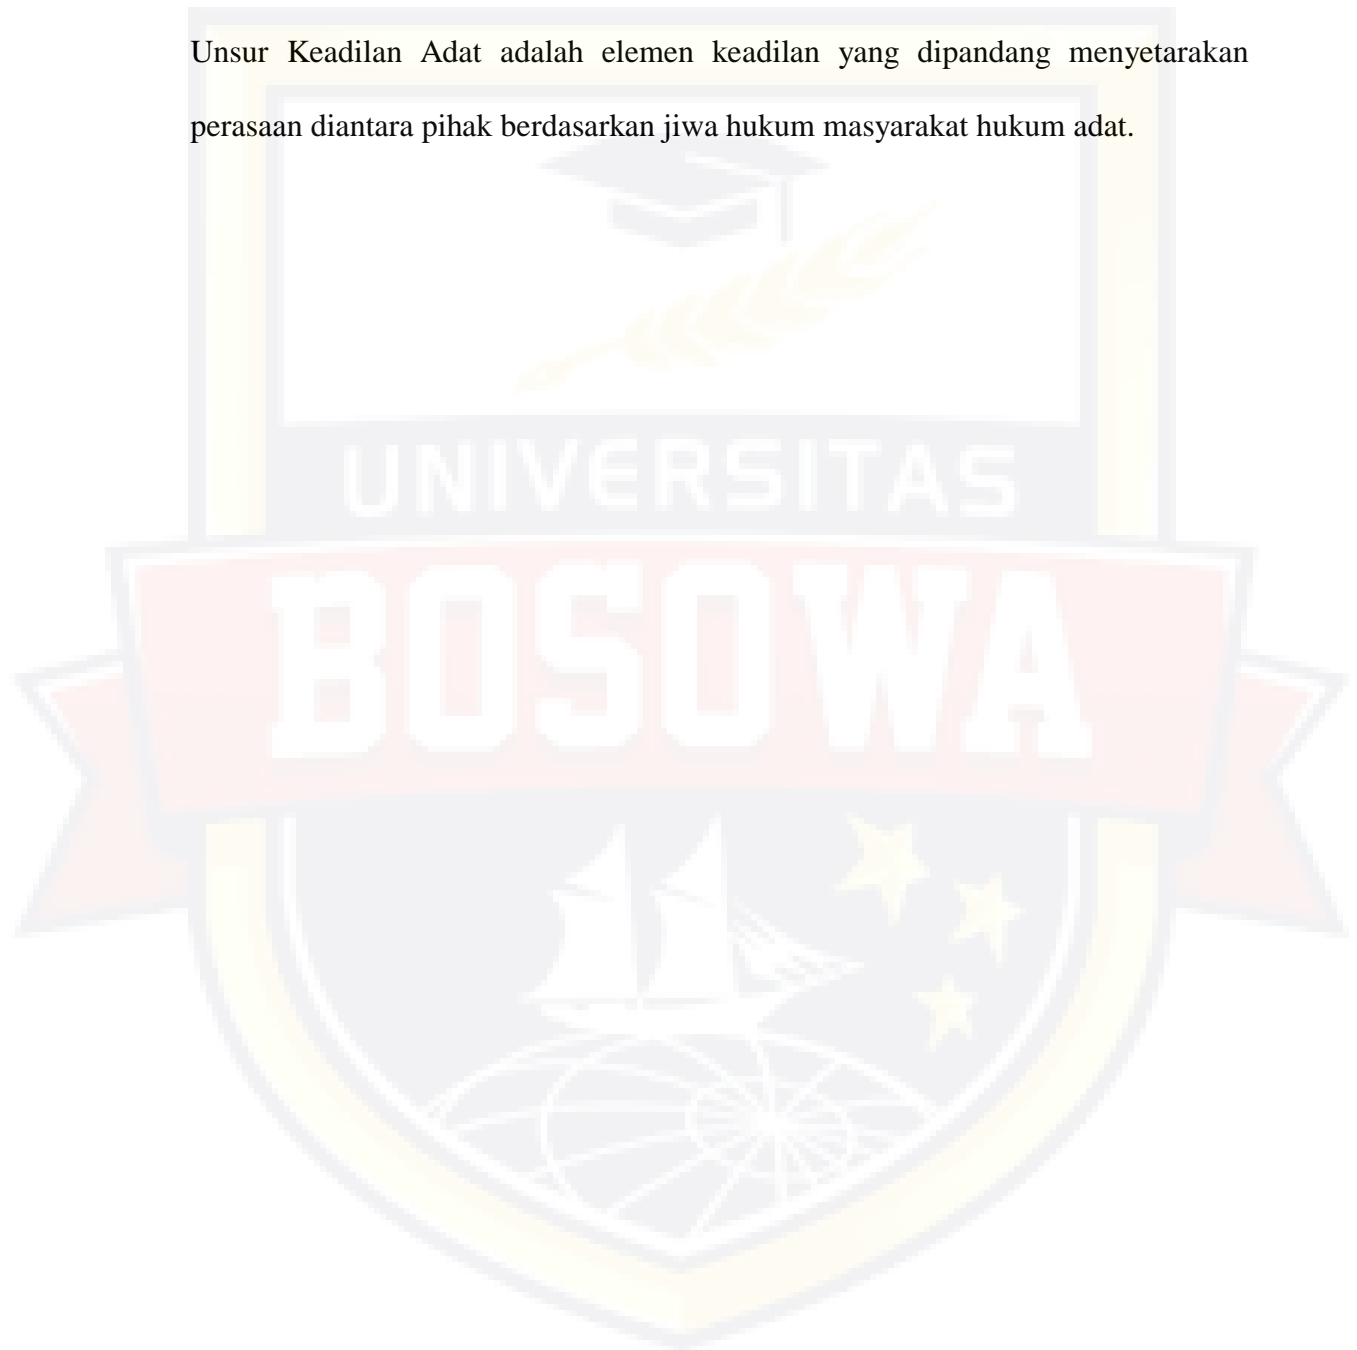 Unsur Keadilan Adat adalah elemen keadilan yang dipandang menyetarakan
perasaan diantara pihak berdasarkan jiwa hukum masyarakat hukum adat.
UNIVERSITAS
BOSOWA